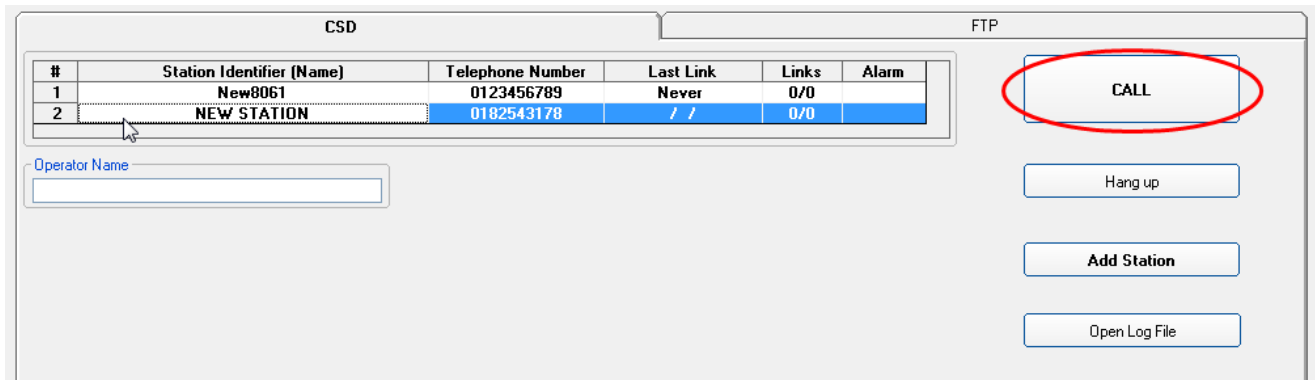 CSD FTP
# Station Identifier (Name) Telephone Number Last Link Links Alarm
1 New8061 0123456789 Never 0/0
2 NEW STATION 0182543178 / / 0/0
CALL
Operator Name
Hang up
Add Station
Open Log File